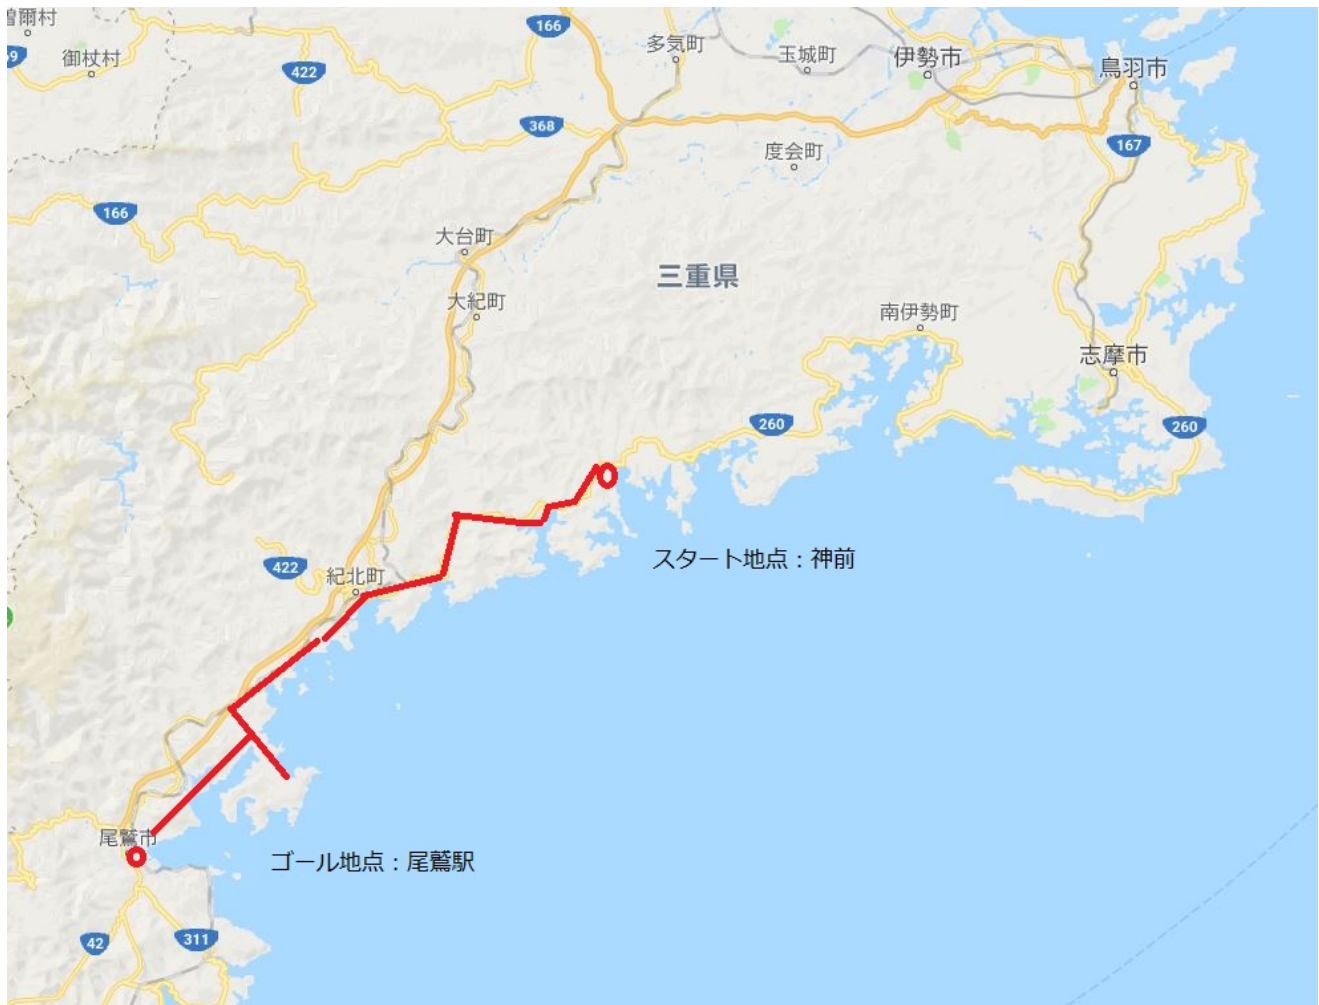 曽爾村
166
多気町
玉城町
伊勢市
御杖村
鳥羽市
422
368
167
度会町
166
大台町
三重県
大紀町
南伊勢町
志摩市
260
260
スタート地点：神前
422
紀北町
尾鷲市
ゴール地点：尾鷲駅
42
311